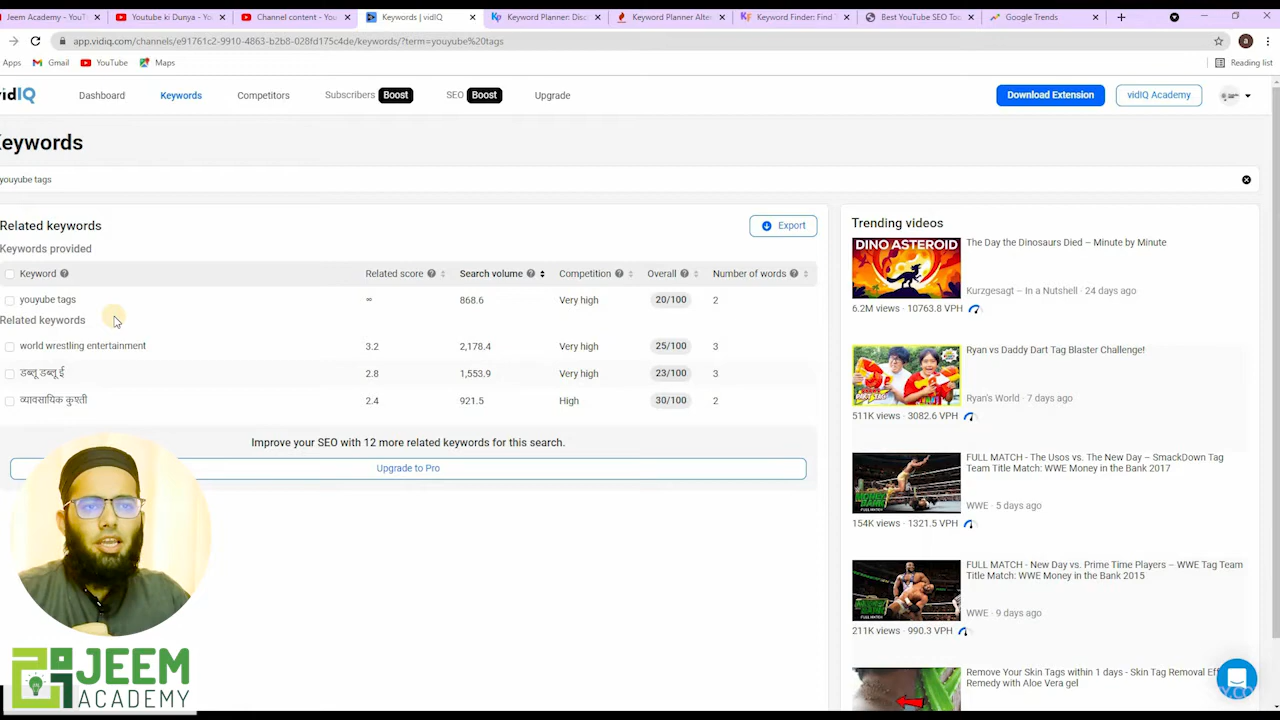 Jeem Academy - YouT
Youtube ki Dunya - Yo
Channel content - You
Keywords | vidIQ
Keyword Planner: Disc
Keyword Planner Alte
Keyword Finder: Find
Best YouTube SEO Too
Google Trends
app.vidiq.com/channels/e91761c2-9910-4863-b2b8-028fd175c4de/keywords/?term=youyube%20tags
Apps
Gmail
YouTube
Maps
Reading list
vidIQ
Dashboard
Keywords
Competitors
Subscribers Boost
SEO Boost
Upgrade
Download Extension
vidIQ Academy
Keywords
youyube tags
Related keywords
Export
Keywords provided
Keyword Related score Search volume Competition Overall Number of words
youyube tags ∞ 868.6 Very high 20/100 2
Related keywords
world wrestling entertainment 3.2 2,178.4 Very high 25/100 3
डब्लू डब्लू ई 2.8 1,553.9 Very high 23/100 3
व्यावसायिक कुश्ती 2.4 921.5 High 30/100 2
Improve your SEO with 12 more related keywords for this search.
Upgrade to Pro
Trending videos
DINO ASTEROID
The Day the Dinosaurs Died – Minute by Minute
Kurzgesagt – In a Nutshell · 24 days ago
6.2M views · 10763.8 VPH
Ryan vs Daddy Dart Tag Blaster Challenge!
Ryan's World · 7 days ago
511K views · 3082.6 VPH
FULL MATCH - The Usos vs. The New Day – SmackDown Tag
Team Title Match: WWE Money in the Bank 2017
WWE · 5 days ago
154K views · 1321.5 VPH
FULL MATCH - New Day vs. Prime Time Players – WWE Tag Team
Title Match: WWE Money in the Bank 2015
WWE · 9 days ago
211K views · 990.3 VPH
Remove Your Skin Tags within 1 days - Skin Tag Removal
Remedy with Aloe Vera gel
JEEM
ACADEMY